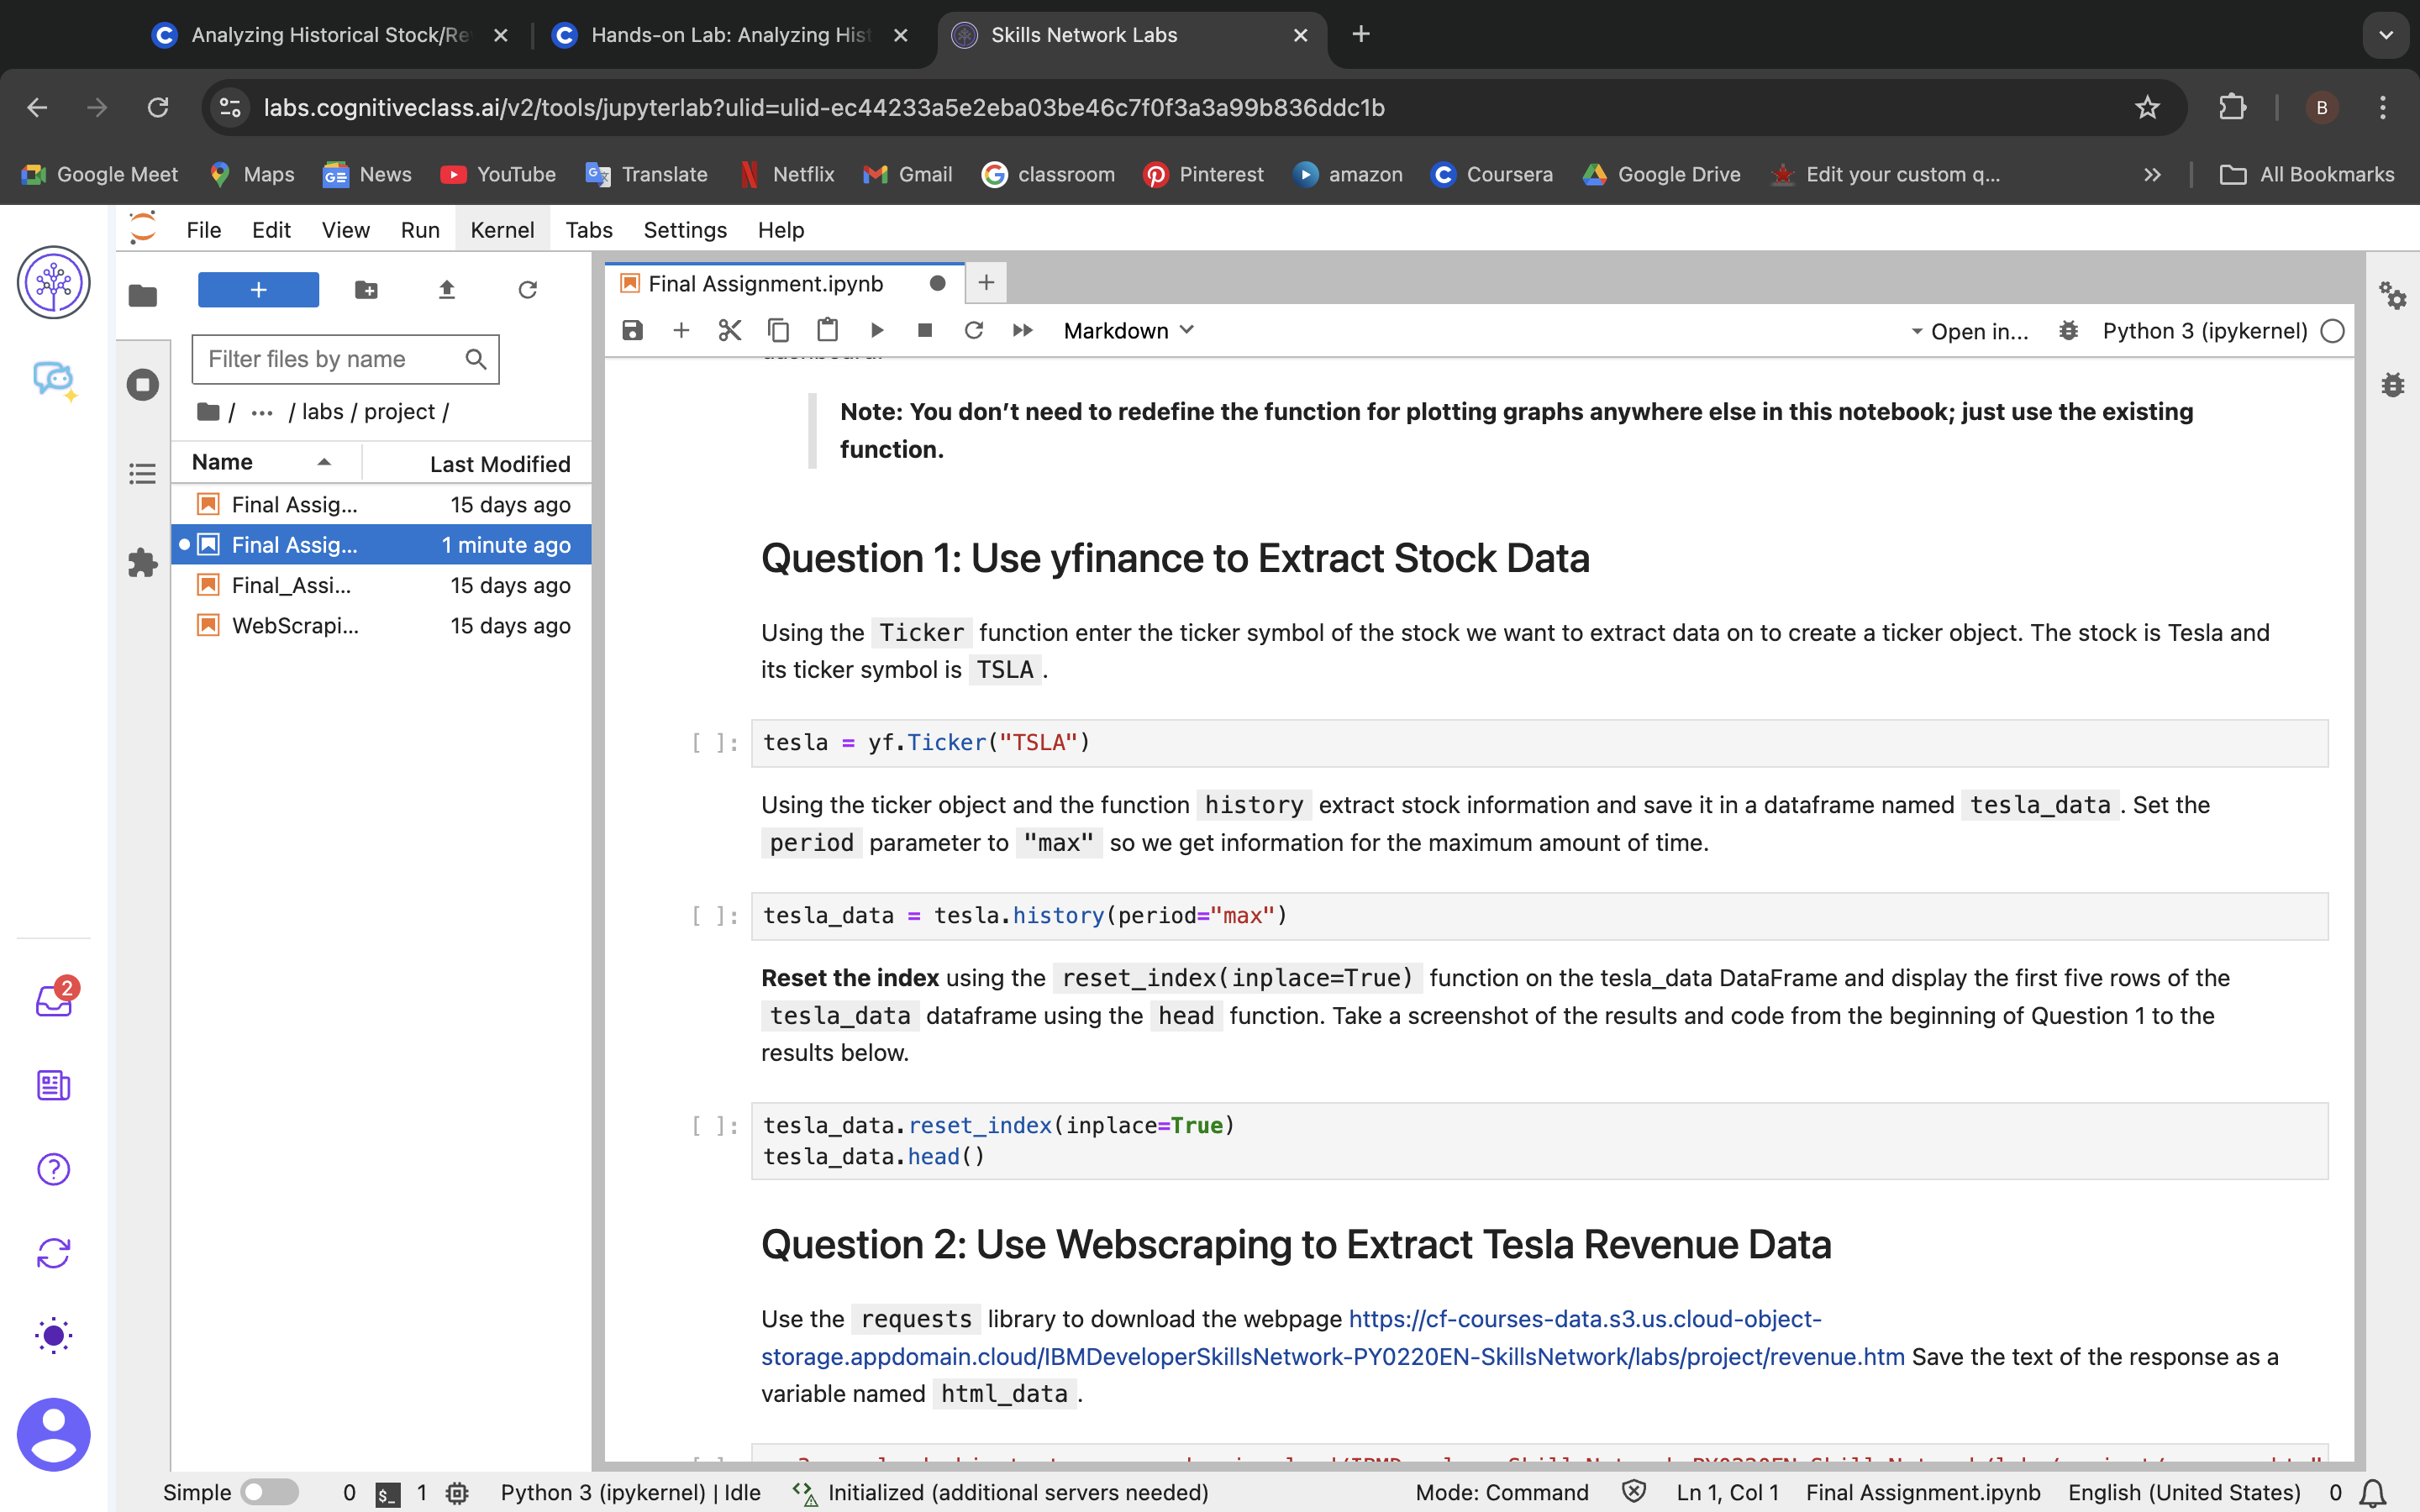 Analyzing Historical Stock/Re
Hands-on Lab: Analyzing Hist
Skills Network Labs
labs.cognitiveclass.ai/v2/tools/jupyterlab?ulid=ulid-ec44233a5e2eba03be46c7f0f3a3a99b836ddc1b
B
Google Meet Maps News YouTube Translate Netflix Gmail classroom Pinterest amazon Coursera Google Drive Edit your custom q... All Bookmarks
File Edit View Run Kernel Tabs Settings Help
Filter files by name
/ ... / labs / project /
Name Last Modified
Final Assig... 15 days ago
Final Assig... 1 minute ago
Final_Assi... 15 days ago
WebScrapi... 15 days ago
2
Final Assignment.ipynb
Markdown Open in... Python 3 (ipykernel)
Note: You don't need to redefine the function for plotting graphs anywhere else in this notebook; just use the existing
function.
Question 1: Use yfinance to Extract Stock Data
Using the Ticker function enter the ticker symbol of the stock we want to extract data on to create a ticker object. The stock is Tesla and
its ticker symbol is TSLA .
[ ]: tesla = yf.Ticker("TSLA")
Using the ticker object and the function history extract stock information and save it in a dataframe named tesla_data . Set the
period parameter to "max" so we get information for the maximum amount of time.
[ ]: tesla_data = tesla.history(period="max")
Reset the index using the reset_index(inplace=True) function on the tesla_data DataFrame and display the first five rows of the
tesla_data dataframe using the head function. Take a screenshot of the results and code from the beginning of Question 1 to the
results below.
[ ]: tesla_data.reset_index(inplace=True)
tesla_data.head()
Question 2: Use Webscraping to Extract Tesla Revenue Data
Use the requests library to download the webpage https://cf-courses-data.s3.us.cloud-object-
storage.appdomain.cloud/IBMDeveloperSkillsNetwork-PY0220EN-SkillsNetwork/labs/project/revenue.htm Save the text of the response as a
variable named html_data .
Simple 0 $_ 1 Python 3 (ipykernel) | Idle Initialized (additional servers needed) Mode: Command Ln 1, Col 1 Final Assignment.ipynb English (United States) 0